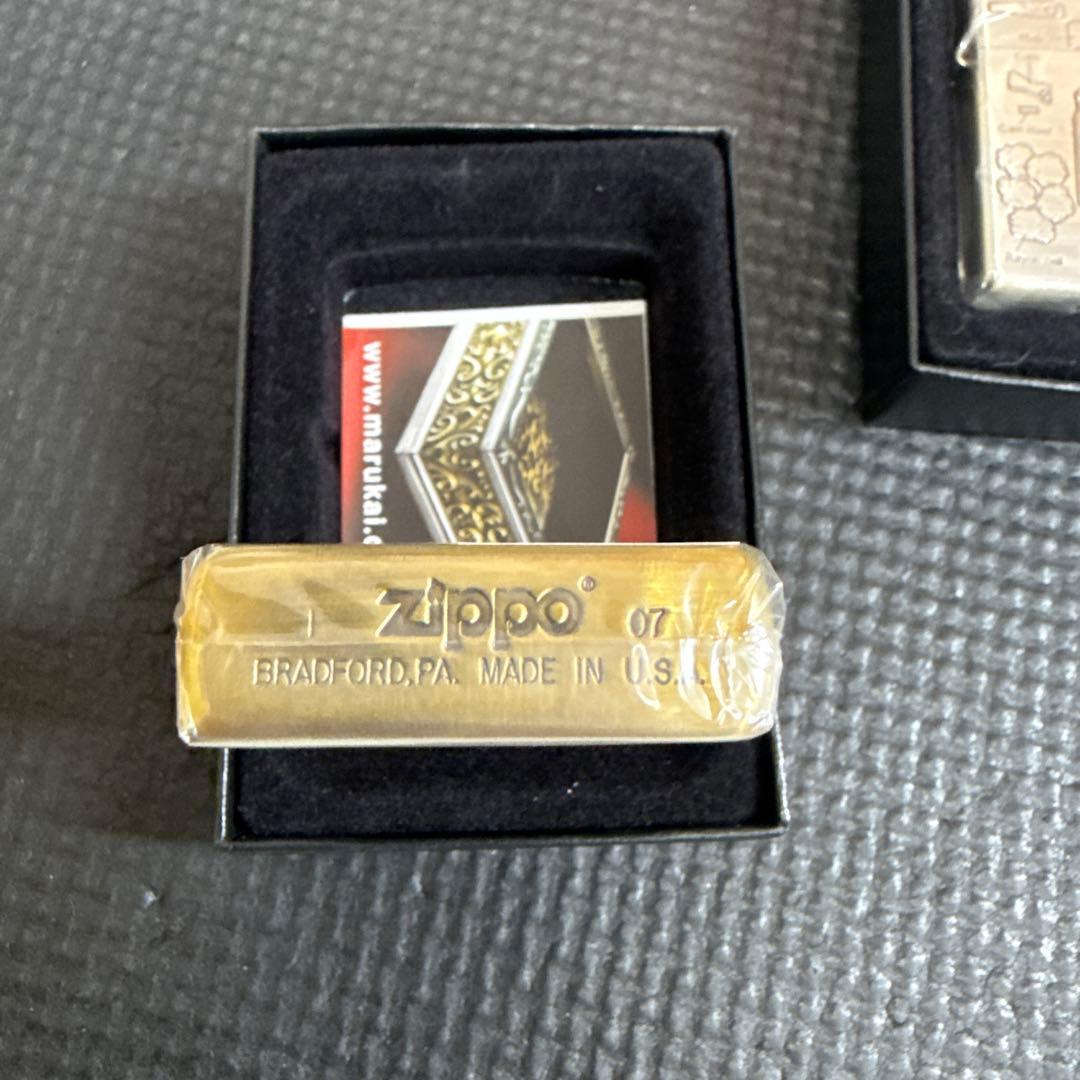 www.marukai.c
I zippo® 07
BRADFORD, PA. MADE IN U.S.A.